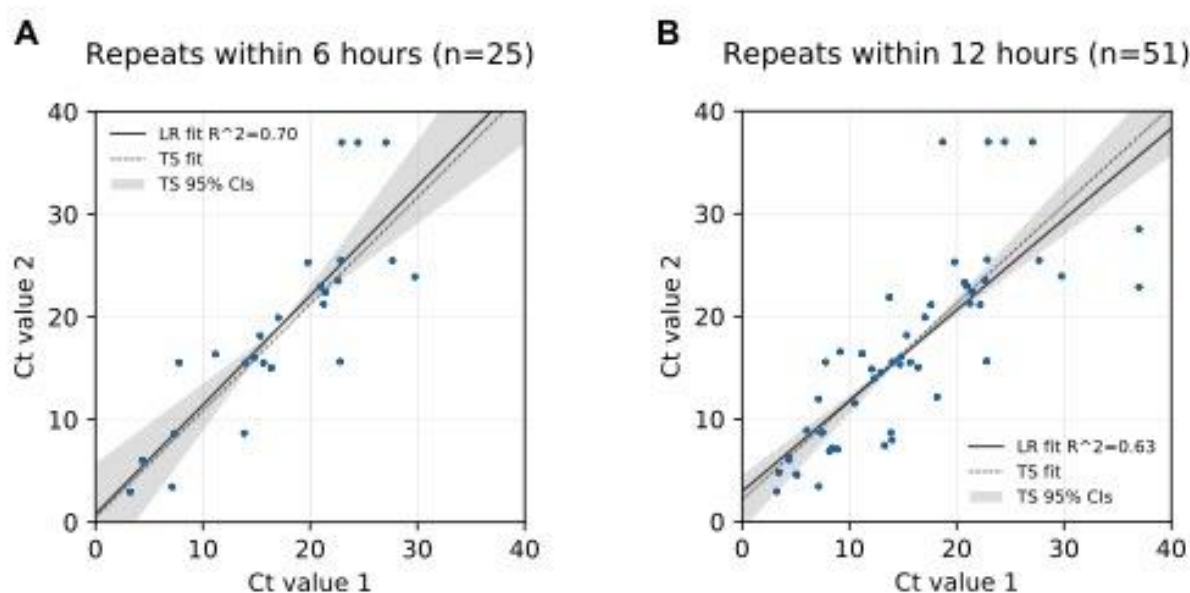 A
Repeats within 6 hours (n=25)
40
30
20
10
0
Ct value 2
LR fit R^2=0.70
TS fit
TS 95% CIs
0 10 20 30 40
Ct value 1
B
Repeats within 12 hours (n=51)
40
30
20
10
0
Ct value 2
LR fit R^2=0.63
TS fit
TS 95% CIs
0 10 20 30 40
Ct value 1